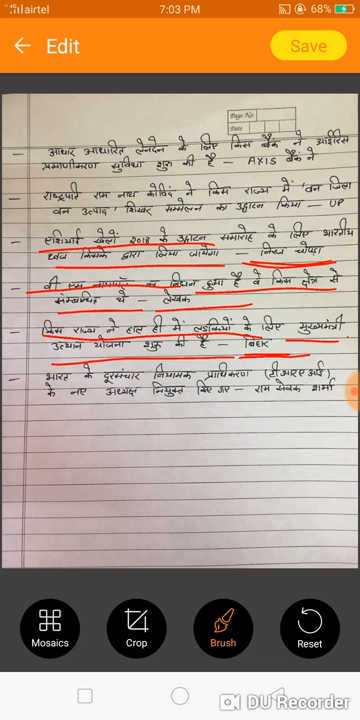 airtel
7:03 PM
68%
Edit
Save
Page No.
Date
- आधार आधारित लेनदेन के लिए किस बैंक ने आईरिस
प्रमाणीकरण सुविधा शुरू की है - AXIS बैंक ने
- राष्ट्रपति राम नाथ कोविंद ने किस राज्य में 'वन जिला
वन उत्पाद' शिखर सम्मेलन का उद्घाटन किया - UP
- एशियाई खेलों 2018 के उद्घाटन समारोह के लिए भारतीय
ध्वज किसके द्वारा लिया जायेगा - निरज चोपड़ा
- वी एस का निधन हुआ है वे किस क्षेत्र से
सम्बन्धित थे - लेखक
- किस राज्य ने हाल ही में लड़कियों के लिए मुख्यमंत्री
उत्थान योजना शुरू की है - बिहार
- भारत के दूरसंचार नियामक प्राधिकरण (टीआरएआई)
के नए अध्यक्ष नियुक्त किए गए - राम सेवक शर्मा
Mosaics
Crop
Brush
Reset
DU Recorder